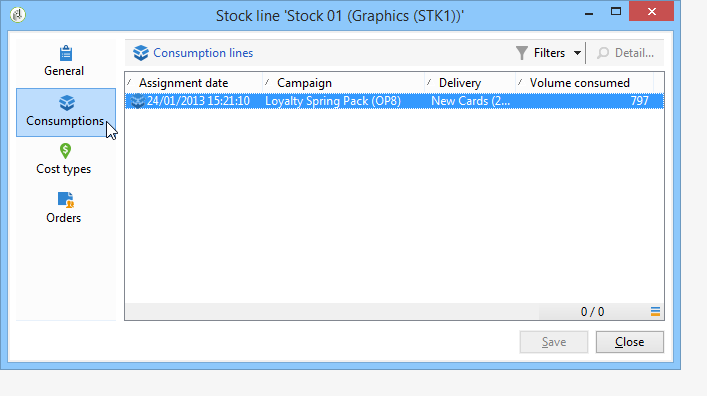 Stock line 'Stock 01 (Graphics (STK1))'
General
Consumptions
Cost types
Orders
Consumption lines
Filters
Detail...
Assignment date Campaign Delivery Volume consumed
24/01/2013 15:21:10 Loyalty Spring Pack (OP8) New Cards (2... 797
0 / 0
Save
Close